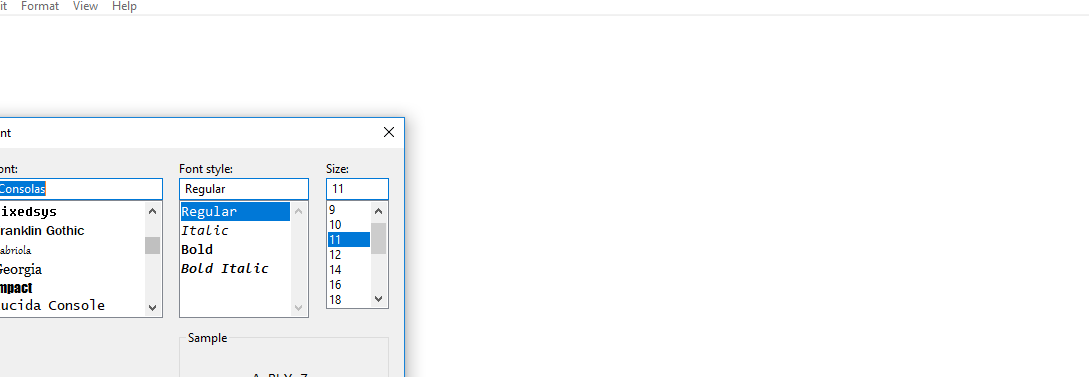 it Format View Help
nt
ont: Font style: Size:
Consolas Regular 11
ixedsys Regular 9
ranklin Gothic Italic 10
abriola Bold 11
Georgia Bold Italic 12
mpact 14
ucida Console 16
18
Sample